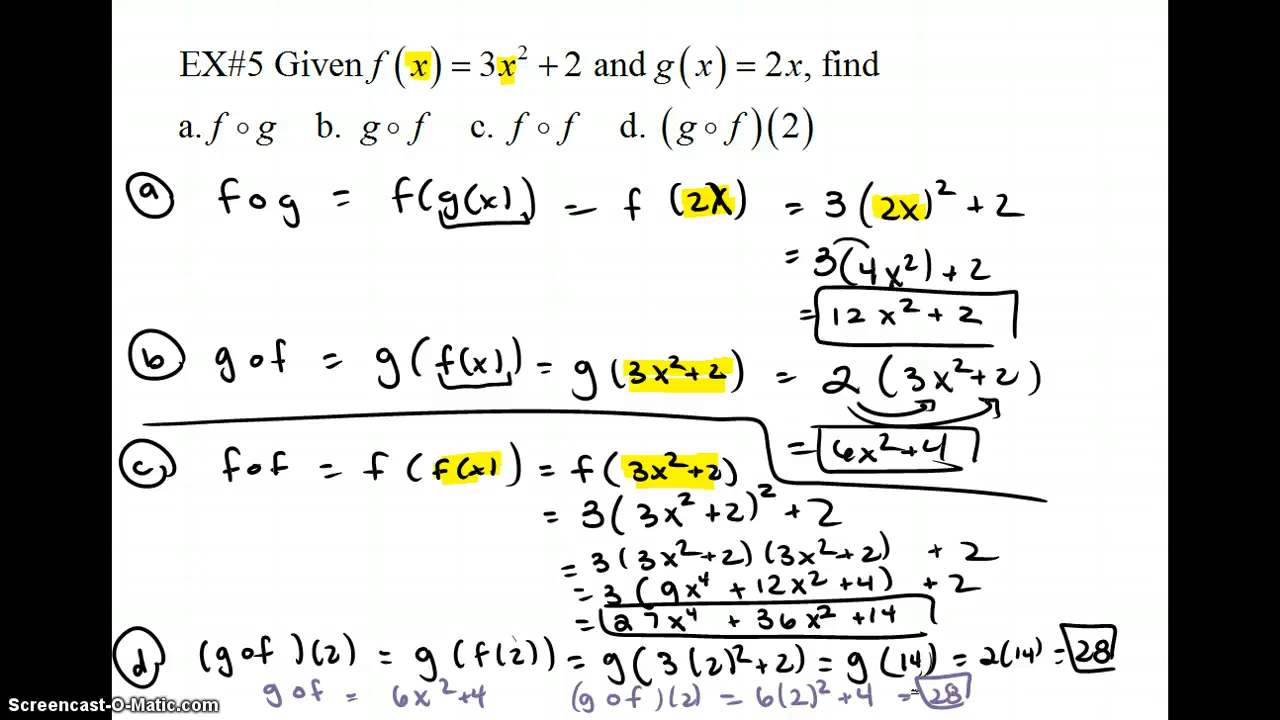 EX#5 Given f(x) = 3x² + 2 and g(x) = 2x, find
a. f ∘ g b. g ∘ f c. f ∘ f d. (g ∘ f)(2)
a) f∘g = f(g(x)) = f(2x) = 3(2x)² + 2
= 3(4x²) + 2
= 12x² + 2
b) g∘f = g(f(x)) = g(3x²+2) = 2(3x²+2)
= 6x²+4
c) f∘f = f(f(x)) = f(3x²+2)
= 3(3x²+2)² + 2
= 3(3x²+2)(3x²+2) + 2
= 3(9x⁴ + 12x² + 4) + 2
= 27x⁴ + 36x² + 14
d) (g∘f)(2) = g(f(2)) = g(3(2)²+2) = g(14) = 2(14) = 28
g∘f = 6x²+4 (g∘f)(2) = 6(2)²+4 = 28
Screencast-O-Matic.com